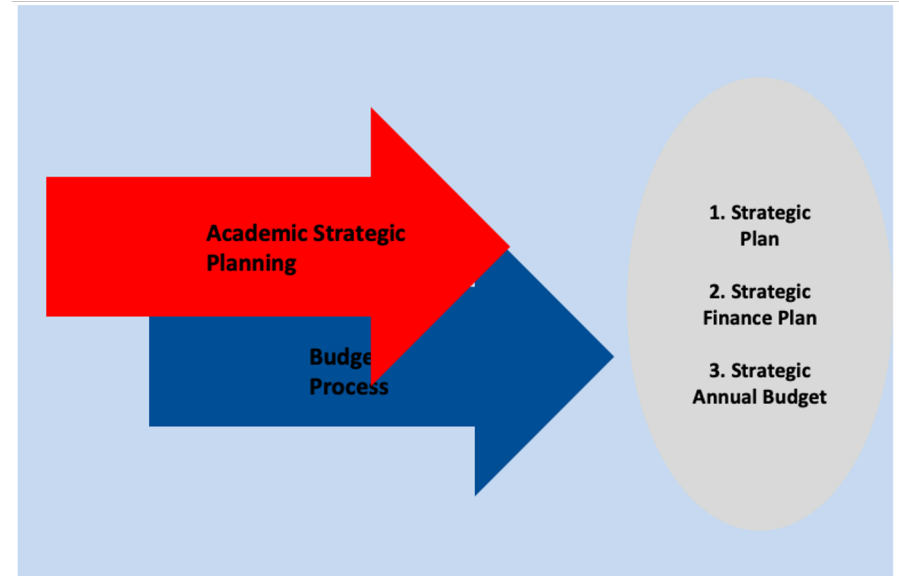 Academic Strategic
Planning
Budge
Process
1. Strategic
Plan
2. Strategic
Finance Plan
3. Strategic
Annual Budget